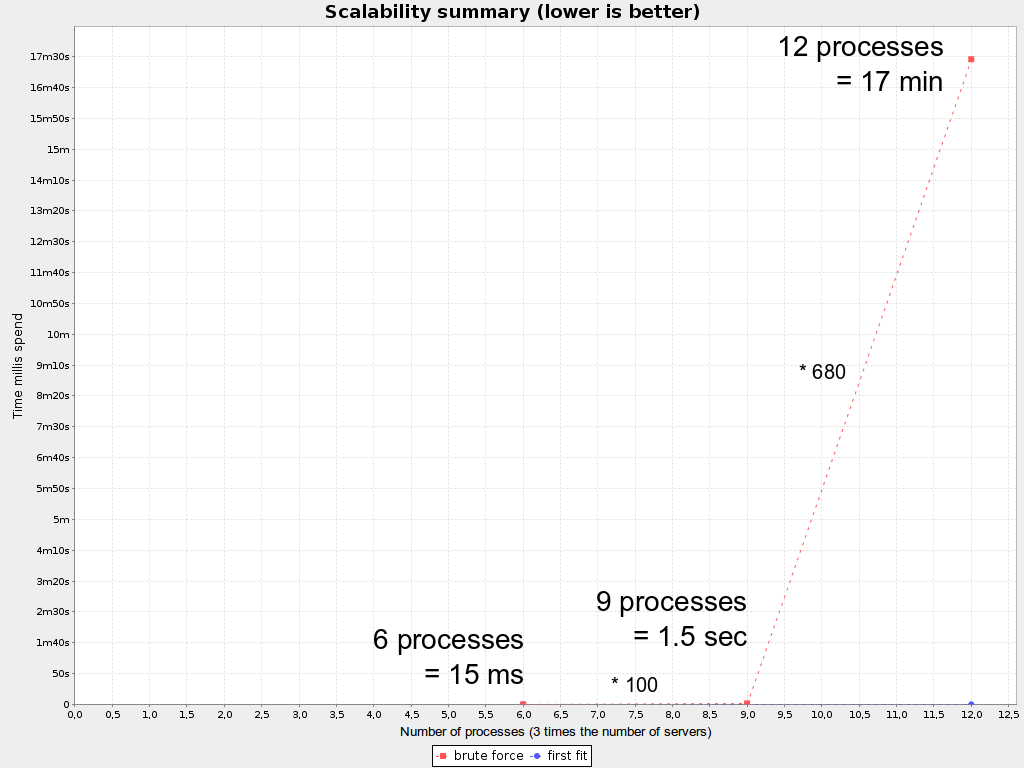 Scalability summary (lower is better)
12 processes
= 17 min
17m30s
16m40s
15m50s
15m
14m10s
13m20s
12m30s
11m40s
10m50s
10m
9m10s
8m20s
7m30s
6m40s
5m50s
5m
4m10s
3m20s
2m30s
1m40s
50s
0
Time millis spend
* 680
9 processes
= 1.5 sec
6 processes
= 15 ms
* 100
0,0 0,5 1,0 1,5 2,0 2,5 3,0 3,5 4,0 4,5 5,0 5,5 6,0 6,5 7,0 7,5 8,0 8,5 9,0 9,5 10,0 10,5 11,0 11,5 12,0 12,5
Number of processes (3 times the number of servers)
brute force first fit